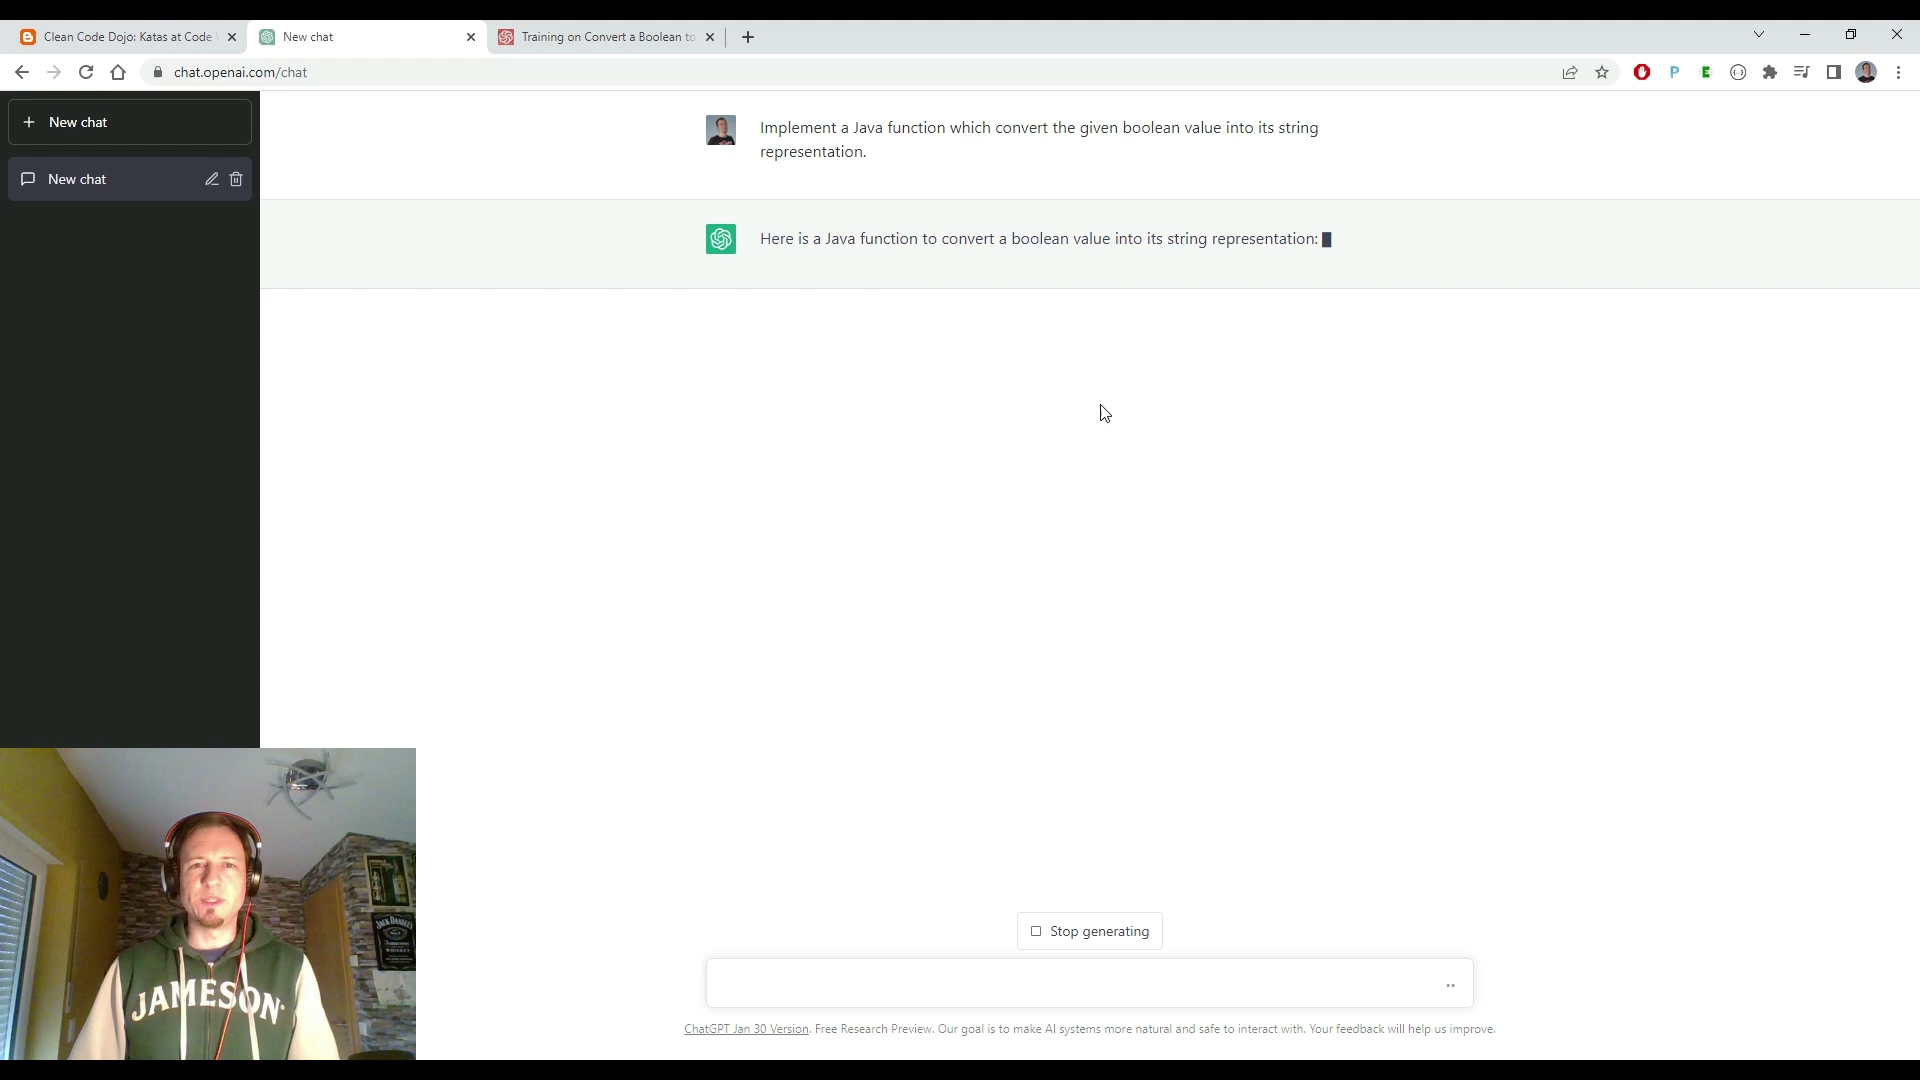 Clean Code Dojo: Katas at Code
New chat
Training on Convert a Boolean to
chat.openai.com/chat
New chat
New chat
Implement a Java function which convert the given boolean value into its string
representation.
Here is a Java function to convert a boolean value into its string representation:
Stop generating
ChatGPT Jan 30 Version. Free Research Preview. Our goal is to make AI systems more natural and safe to interact with. Your feedback will help us improve.
JACK DANIEL'S
JAMESON